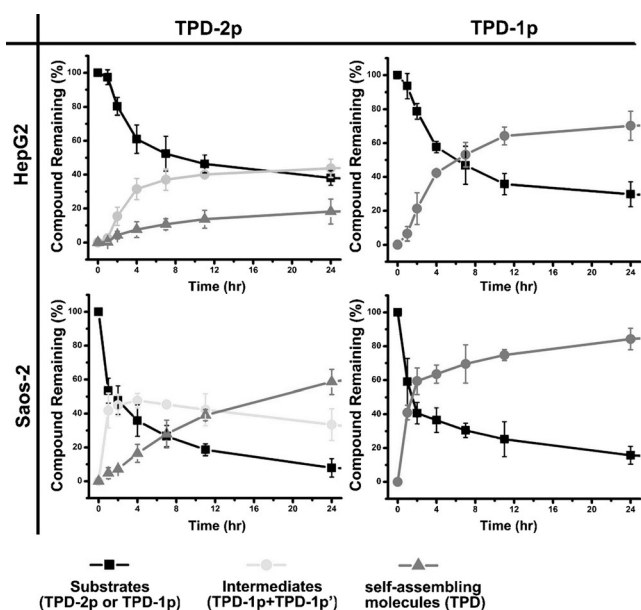 TPD-2p
TPD-1p
HepG2
Compound Remaining (%)
100
80
60
40
20
0
0 4 8 12 16 20 24
Time (hr)
Compound Remaining (%)
100
80
60
40
20
0
0 4 8 12 16 20 24
Time (hr)
Saos-2
Compound Remaining (%)
100
80
60
40
20
0
0 4 8 12 16 20 24
Time (hr)
Compound Remaining (%)
100
80
60
40
20
0
0 4 8 12 16 20 24
Time (hr)
Substrates
(TPD-2p or TPD-1p)
Intermediates
(TPD-1p+TPD-1p')
self-assembling
molecules (TPD)